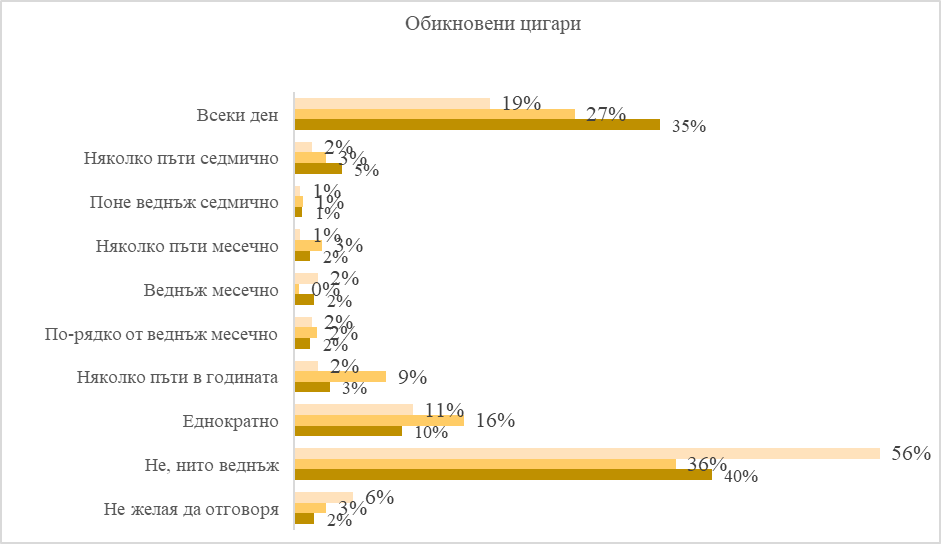 Обикновени цигари
Всеки ден
19%
27%
35%
Няколко пъти седмично
2%
3%
5%
Поне веднъж седмично
1%
1%
1%
Няколко пъти месечно
1%
3%
2%
Веднъж месечно
2%
0%
2%
По-рядко от веднъж месечно
2%
2%
2%
Няколко пъти в годината
2%
9%
3%
Еднократно
11%
16%
10%
Не, нито веднъж
56%
36%
40%
Не желая да отговоря
6%
3%
2%